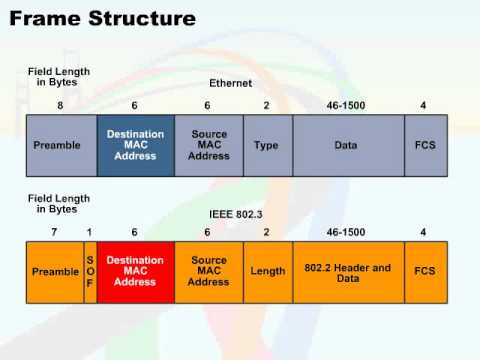 Frame Structure
Field Length
in Bytes
Ethernet
8 6 6 2 46-1500 4
Preamble
Destination
MAC
Address
Source
MAC
Address
Type
Data
FCS
Field Length
in Bytes
IEEE 802.3
7 1 6 6 2 46-1500 4
Preamble
S
O
F
Destination
MAC
Address
Source
MAC
Address
Length
802.2 Header and
Data
FCS